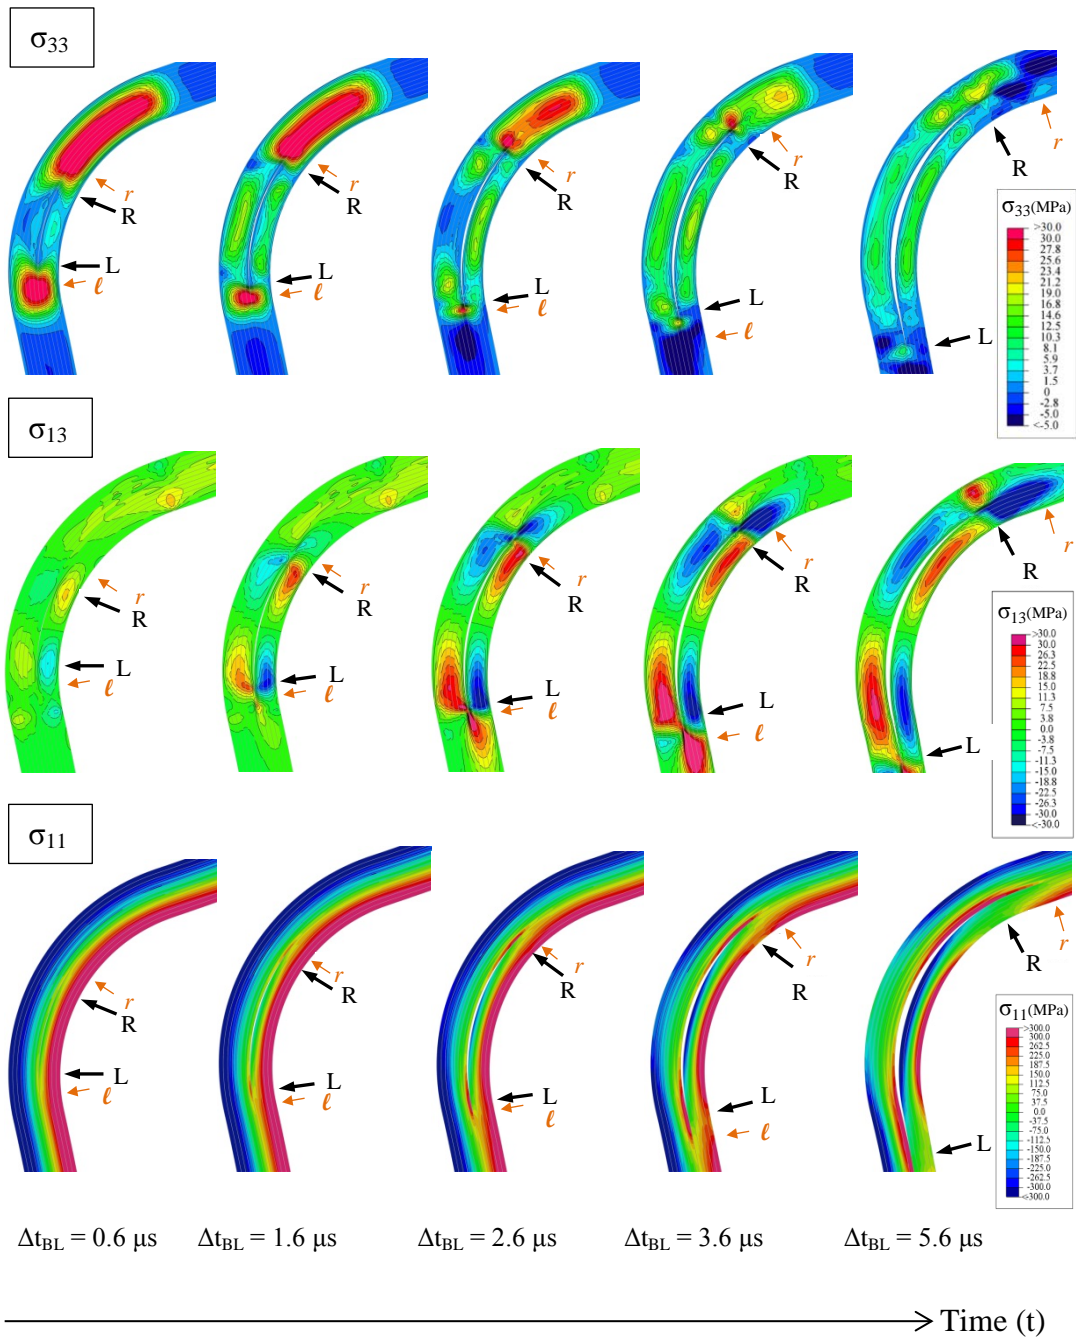 σ33
r
R
L
ℓ
r
R
L
ℓ
r
R
L
ℓ
r
R
L
ℓ
r
R
L
σ33(MPa)
>30.0
30.0
27.8
25.6
23.4
21.2
19.0
16.8
14.6
12.5
10.3
8.1
5.9
3.7
1.5
0
-2.8
-5.0
<-5.0
σ13
r
R
L
ℓ
r
R
L
ℓ
r
R
L
ℓ
r
R
L
ℓ
r
R
L
σ13(MPa)
>30.0
30.0
26.3
22.5
18.8
15.0
11.3
7.5
3.8
0.0
-3.8
-7.5
-11.3
-15.0
-18.8
-22.5
-26.3
-30.0
<-30.0
σ11
r
R
L
ℓ
r
R
L
ℓ
r
R
L
ℓ
r
R
L
ℓ
r
R
L
σ11(MPa)
>300.0
300.0
262.5
225.0
187.5
150.0
112.5
75.0
37.5
0.0
-37.5
-75.0
-112.5
-150.0
-187.5
-225.0
-262.5
-300.0
<-300.0
ΔtBL = 0.6 μs ΔtBL = 1.6 μs ΔtBL = 2.6 μs ΔtBL = 3.6 μs ΔtBL = 5.6 μs
Time (t)